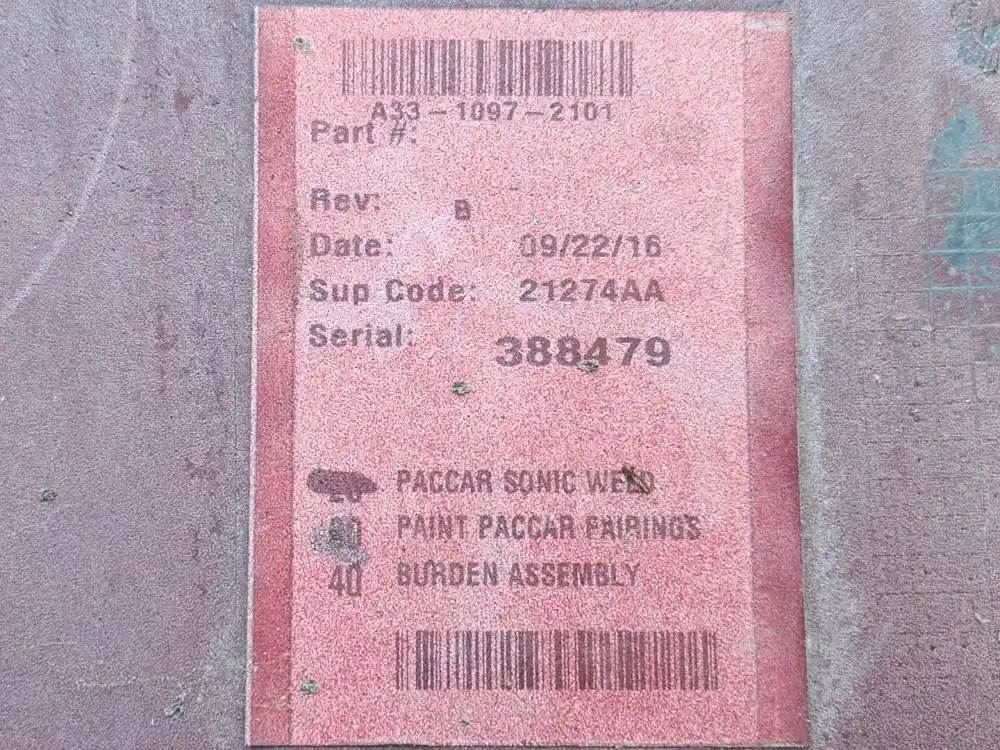 A33-1097-2101
Part #:
Rev: B
Date: 09/22/16
Sup Code: 21274AA
Serial: 388479
PACCAR SONIC WELD
PAINT PACCAR FAIRINGS
40 BURDEN ASSEMBLY